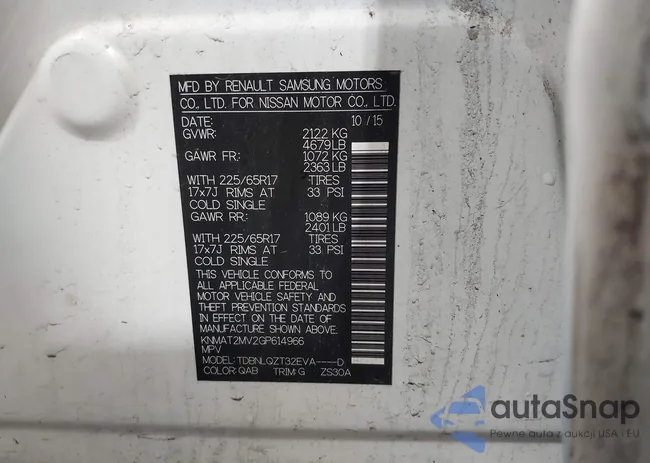 MFD BY RENAULT SAMSUNG MOTORS
CO., LTD. FOR NISSAN MOTOR CO., LTD.
DATE: 10 / 15
GVWR: 2122 KG
4679 LB
GAWR FR: 1072 KG
2363 LB
WITH 225/65R17 TIRES
17x7J RIMS AT 33 PSI
COLD SINGLE
GAWR RR: 1089 KG
2401 LB
WITH 225/65R17 TIRES
17x7J RIMS AT 33 PSI
COLD SINGLE
THIS VEHICLE CONFORMS TO
ALL APPLICABLE FEDERAL
MOTOR VEHICLE SAFETY AND
THEFT PREVENTION STANDARDS
IN EFFECT ON THE DATE OF
MANUFACTURE SHOWN ABOVE.
KNMAT2MV2GP614966
MPV
MODEL: TDBNLQZT32EVA----D
COLOR: QAB TRIM: G ZS30A
autoSnap
Pewne auto z aukcji USA i EU